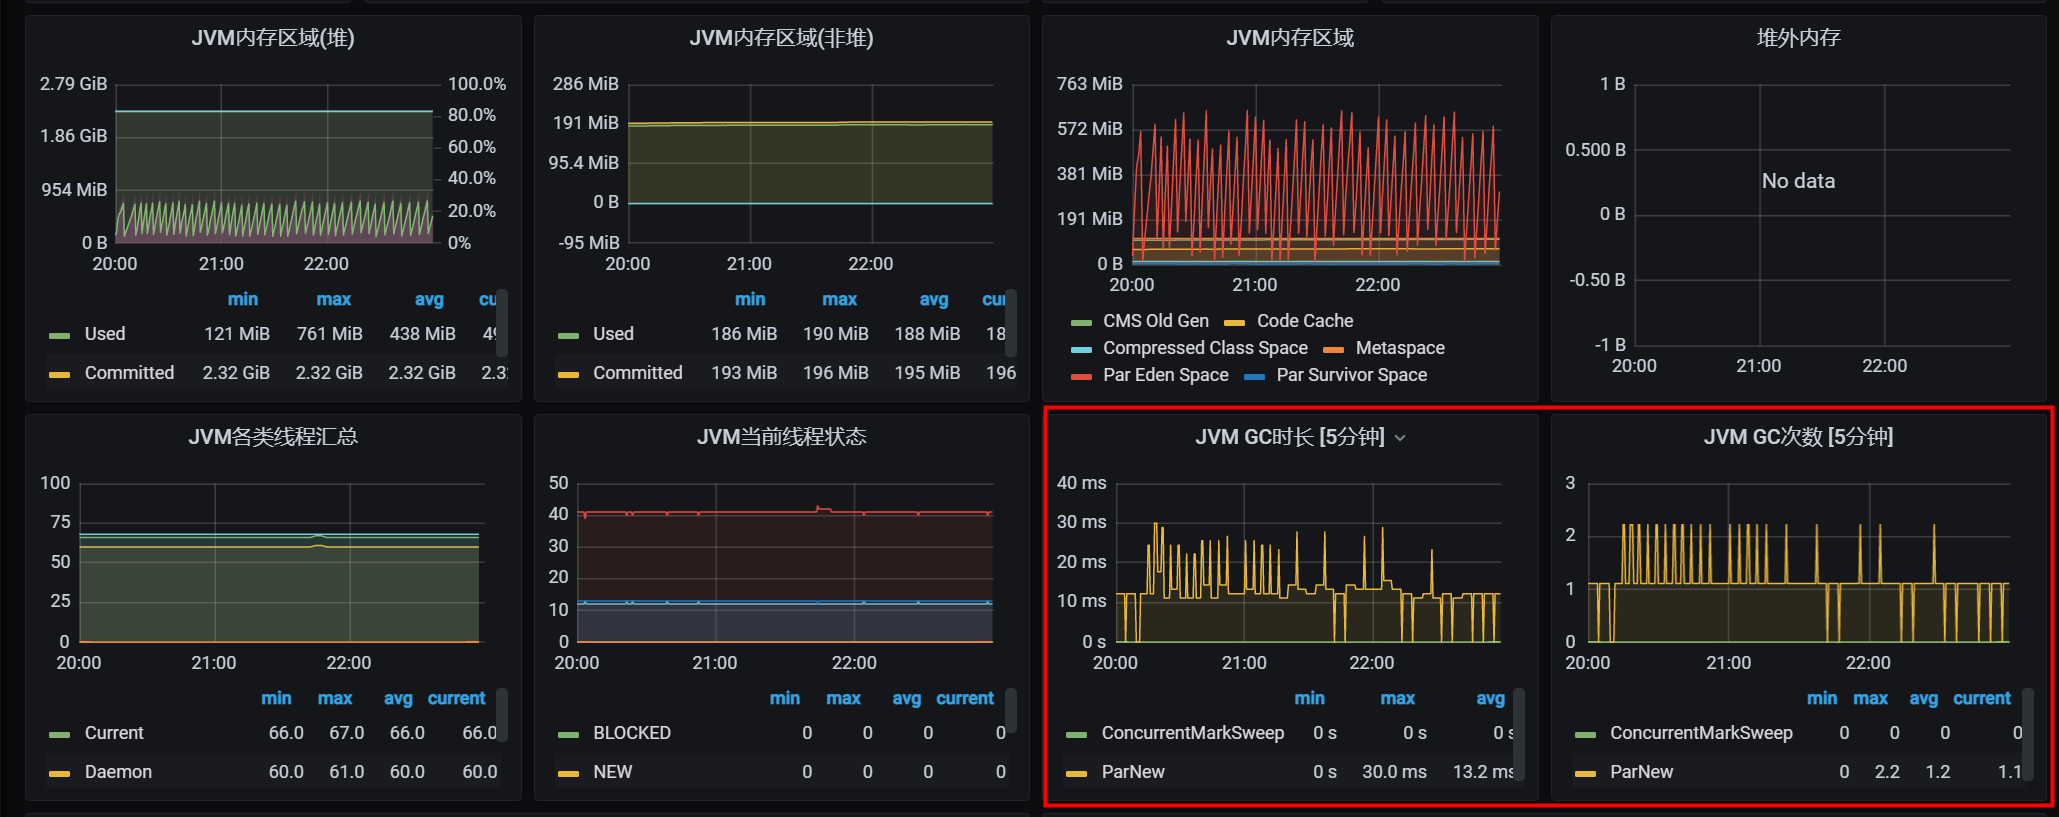 JVM内存区域(堆)
2.79 GiB
1.86 GiB
954 MiB
0 B
100.0%
80.0%
60.0%
40.0%
20.0%
0%
20:00 21:00 22:00
min max avg cu
Used 121 MiB 761 MiB 438 MiB 49
Committed 2.32 GiB 2.32 GiB 2.32 GiB 2.3
JVM内存区域(非堆)
286 MiB
191 MiB
95.4 MiB
0 B
-95 MiB
20:00 21:00 22:00
min max avg cur
Used 186 MiB 190 MiB 188 MiB 18
Committed 193 MiB 196 MiB 195 MiB 196
JVM内存区域
763 MiB
572 MiB
381 MiB
191 MiB
0 B
20:00 21:00 22:00
CMS Old Gen Code Cache
Compressed Class Space Metaspace
Par Eden Space Par Survivor Space
堆外内存
1 B
0.500 B
0 B
-0.50 B
-1 B
No data
20:00 21:00 22:00
JVM各类线程汇总
100
75
50
25
0
20:00 21:00 22:00
min max avg current
Current 66.0 67.0 66.0 66.0
Daemon 60.0 61.0 60.0 60.0
JVM当前线程状态
50
40
30
20
10
0
20:00 21:00 22:00
min max avg current
BLOCKED 0 0 0 0
NEW 0 0 0 0
JVM GC时长 [5分钟]
40 ms
30 ms
20 ms
10 ms
0 s
20:00 21:00 22:00
min max avg
ConcurrentMarkSweep 0 s 0 s 0 s
ParNew 0 s 30.0 ms 13.2 ms
JVM GC次数 [5分钟]
3
2
1
0
20:00 21:00 22:00
min max avg current
ConcurrentMarkSweep 0 0 0 0
ParNew 0 2.2 1.2 1.1